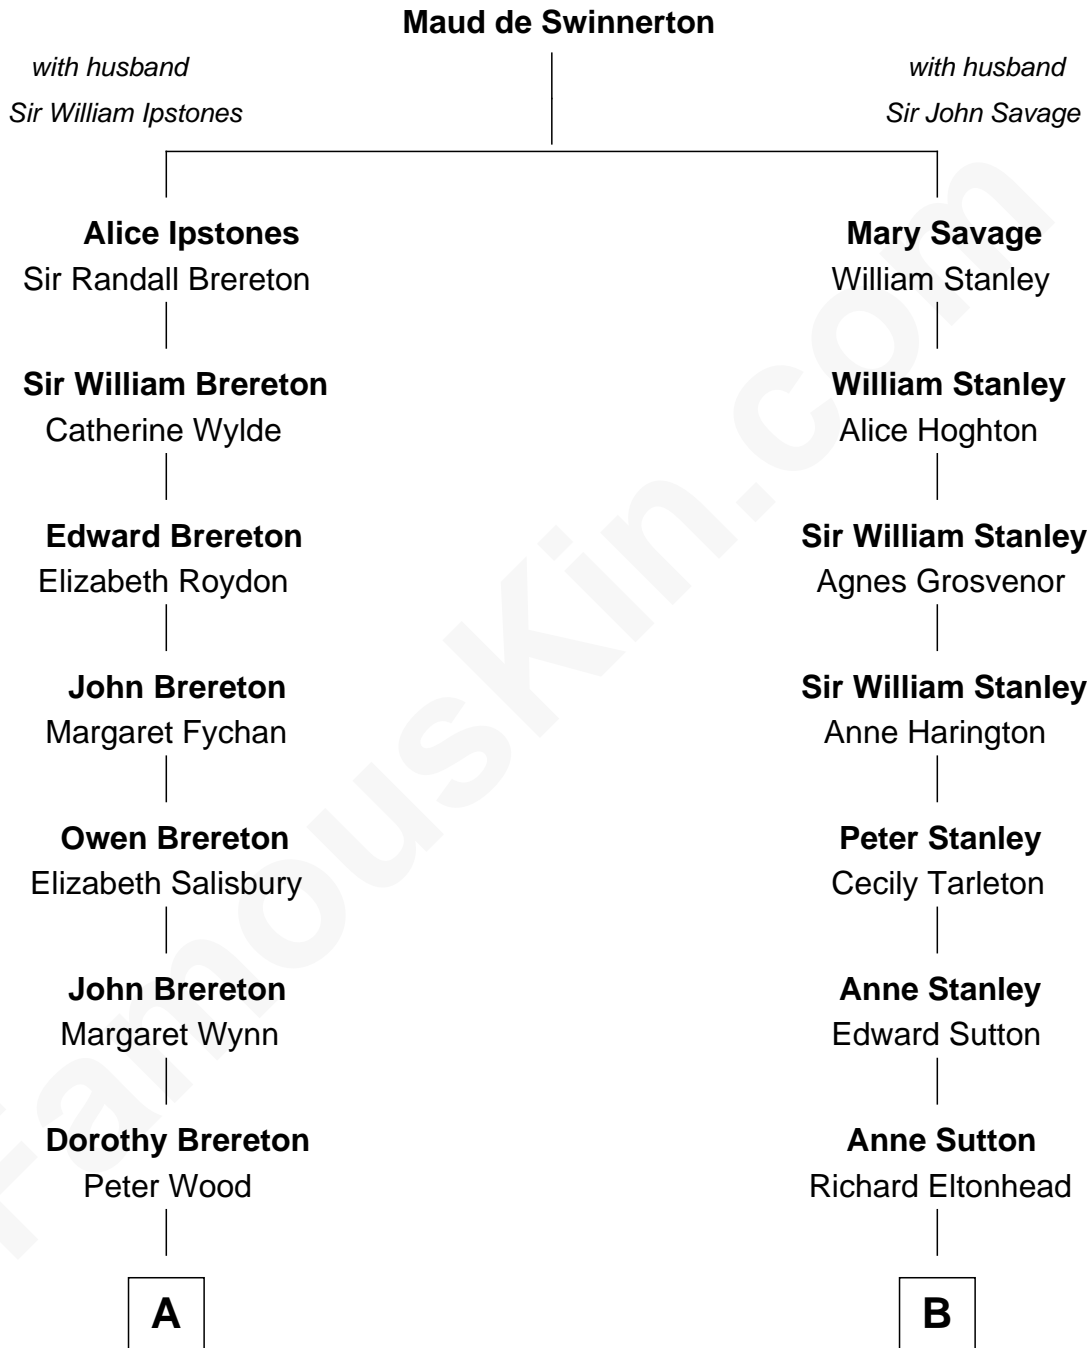 Maud de Swinnerton
with husband
Sir William Ipstones
with husband
Sir John Savage
Alice Ipstones
Sir Randall Brereton
Mary Savage
William Stanley
Sir William Brereton
Catherine Wylde
William Stanley
Alice Hoghton
Edward Brereton
Elizabeth Roydon
Sir William Stanley
Agnes Grosvenor
John Brereton
Margaret Fychan
Sir William Stanley
Anne Harington
Owen Brereton
Elizabeth Salisbury
Peter Stanley
Cecily Tarleton
John Brereton
Margaret Wynn
Anne Stanley
Edward Sutton
Dorothy Brereton
Peter Wood
Anne Sutton
Richard Eltonhead
A
B
FamousKin.com